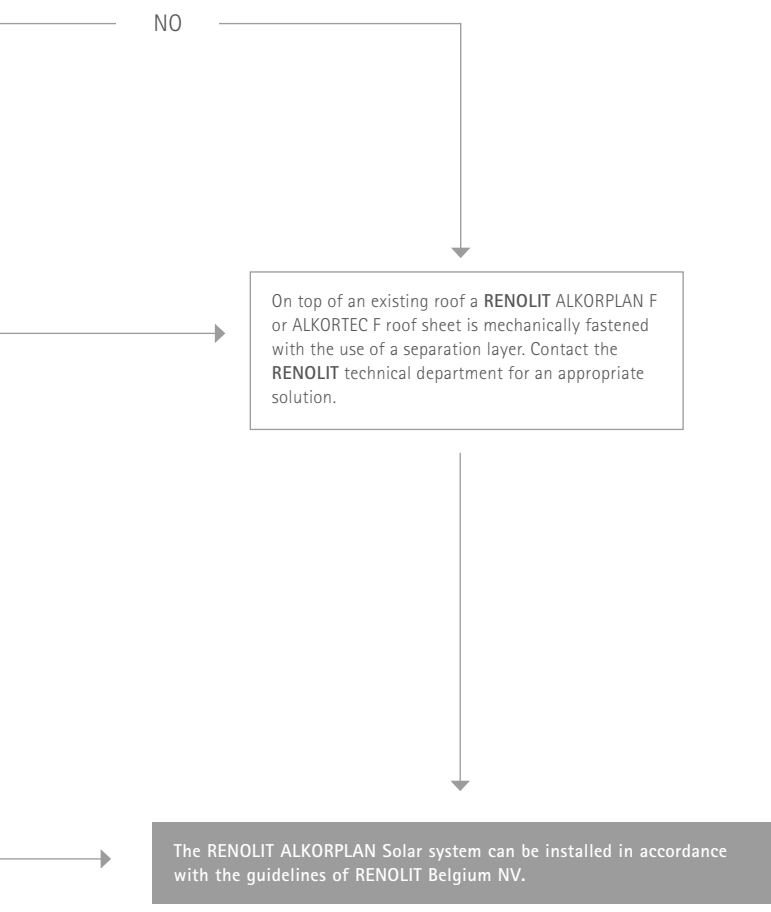 NO
On top of an existing roof a RENOLIT ALKORPLAN F
or ALKORTEC F roof sheet is mechanically fastened
with the use of a separation layer. Contact the
RENOLIT technical department for an appropriate
solution.
The RENOLIT ALKORPLAN Solar system can be installed in accordance
with the guidelines of RENOLIT Belgium NV.